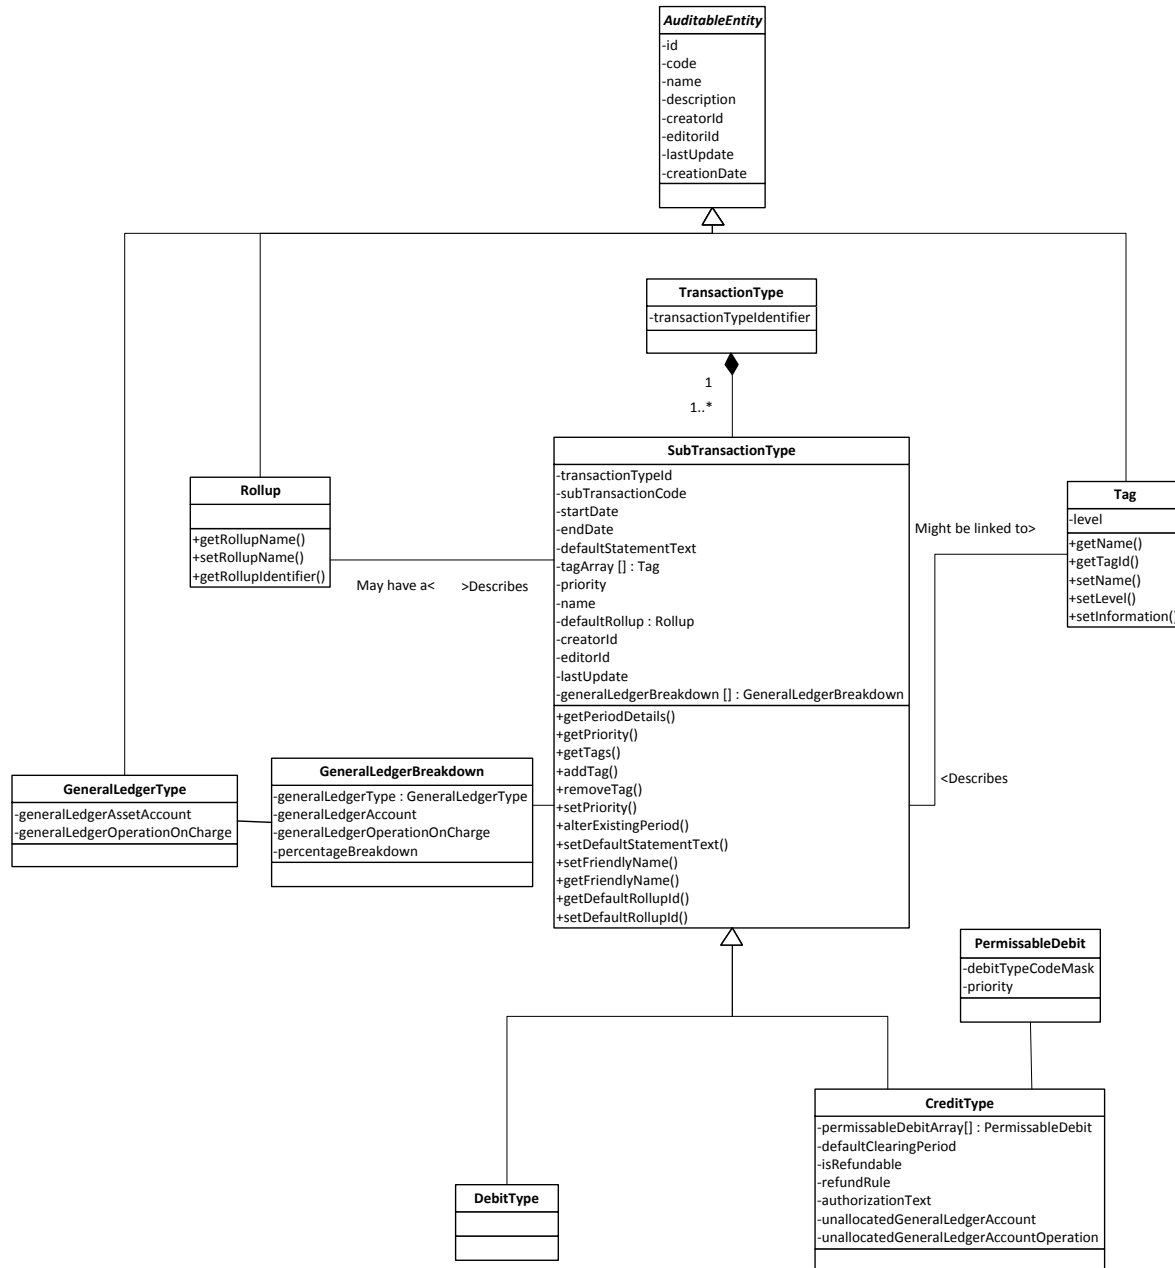 AuditableEntity
-id
-code
-name
-description
-creatorId
-editoriId
-lastUpdate
-creationDate
TransactionType
-transactionTypeIdentifier
1
1..*
SubTransactionType
-transactionTypeId
-subTransactionCode
-startDate
-endDate
-defaultStatementText
-tagArray [] : Tag
-priority
-name
-defaultRollup : Rollup
-creatorId
-editorId
-lastUpdate
-generalLedgerBreakdown [] : GeneralLedgerBreakdown
+getPeriodDetails()
+getPriority()
+getTags()
+addTag()
+removeTag()
+setPriority()
+alterExistingPeriod()
+setDefaultStatementText()
+setFriendlyName()
+getFriendlyName()
+getDefaultRollupId()
+setDefaultRollupId()
Rollup
+getRollupName()
+setRollupName()
+getRollupIdentifier()
May have a< >Describes
Might be linked to>
Tag
-level
+getName()
+getTagId()
+setName()
+setLevel()
+setInformation()
<Describes
GeneralLedgerType
-generalLedgerAssetAccount
-generalLedgerOperationOnCharge
GeneralLedgerBreakdown
-generalLedgerType : GeneralLedgerType
-generalLedgerAccount
-generalLedgerOperationOnCharge
-percentageBreakdown
PermissableDebit
-debitTypeCodeMask
-priority
CreditType
-permissableDebitArray[] : PermissableDebit
-defaultClearingPeriod
-isRefundable
-refundRule
-authorizationText
-unallocatedGeneralLedgerAccount
-unallocatedGeneralLedgerAccountOperation
DebitType